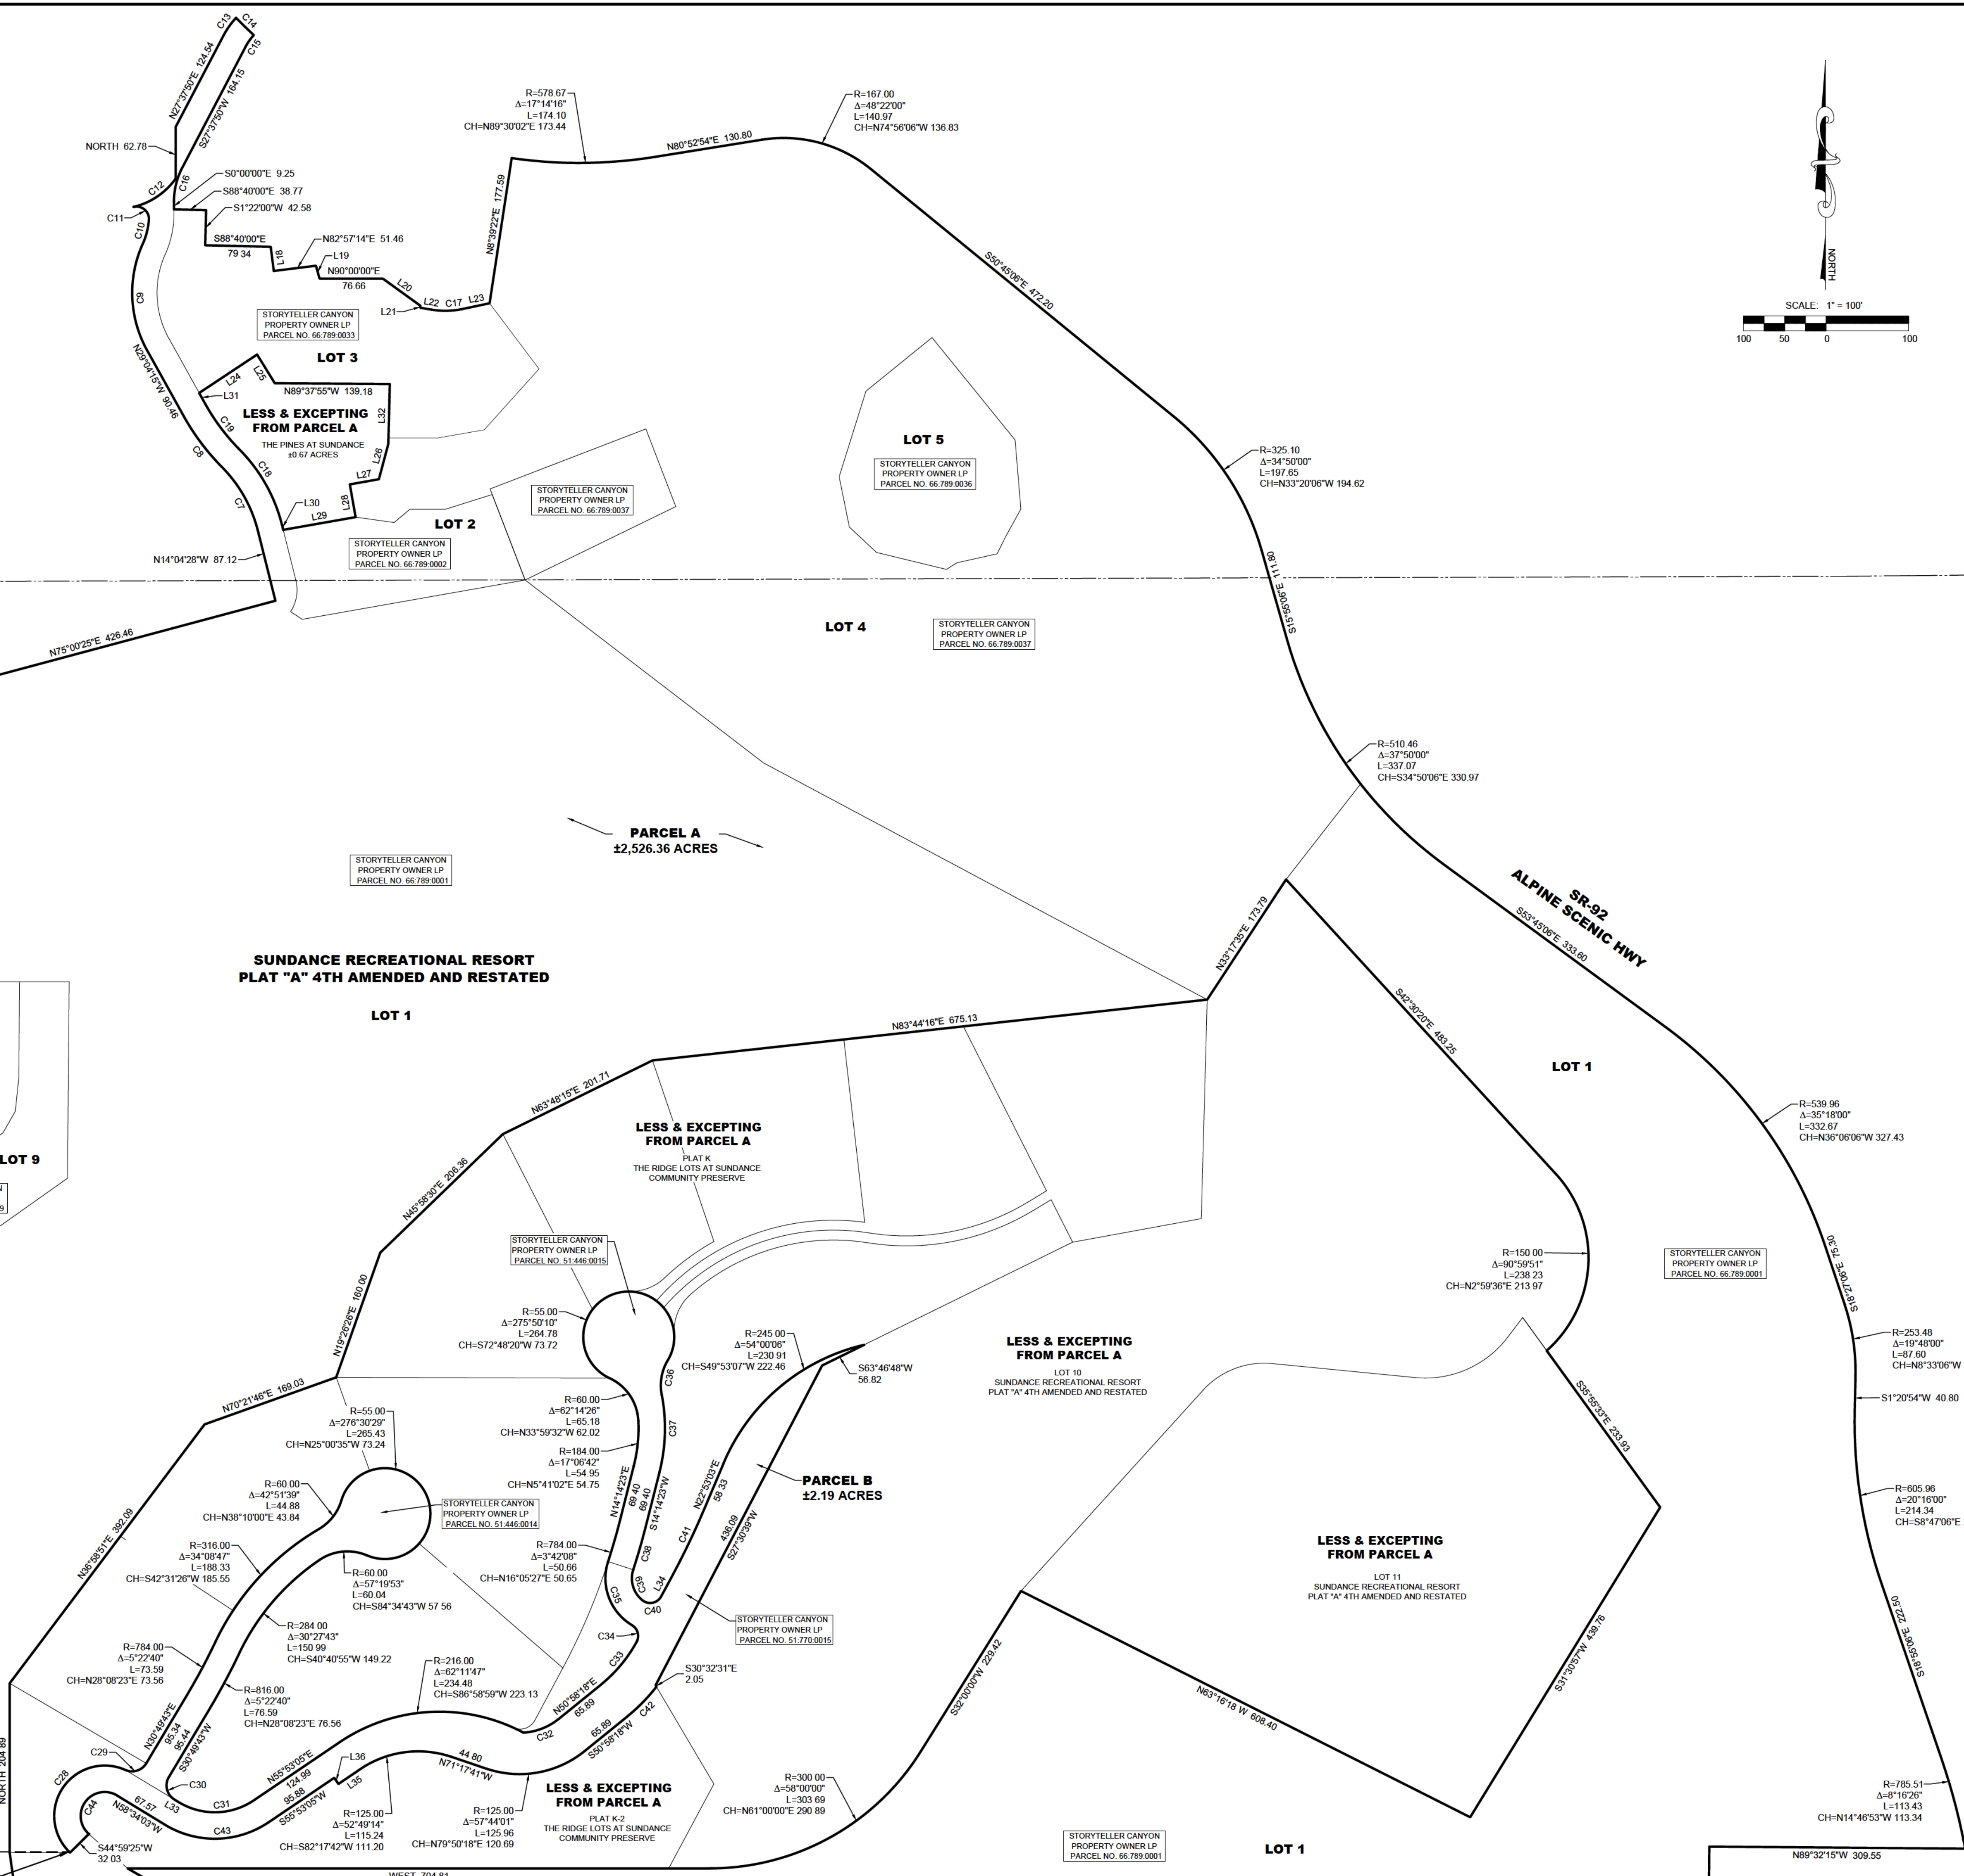 C13
C14
C15
N27°37'50"E 124.54
S27°37'50"W 164.15
NORTH 62.78
C12
C16
C11
C10
S0°00'00"E 9.25
S88°40'00"E 38.77
S1°22'00"W 42.58
S88°40'00"E
79 34
L18
N82°57'14"E 51.46
L19
N90°00'00"E
76.66
L20
L21
L22
C17
L23
N8°39'22"E 177.59
R=578.67
Δ=17°14'16"
L=174.10
CH=N89°30'02"E 173.44
N80°52'54"E 130.80
R=167.00
Δ=48°22'00"
L=140.97
CH=N74°56'06"W 136.83
NORTH
SCALE: 1" = 100'
100
50
0
100
S50°45'06"E 472.20
C9
STORYTELLER CANYON
PROPERTY OWNER LP
PARCEL NO. 66:789:0033
LOT 3
N29°04'15"W 90.46
L24
L25
N89°37'55"W 139.18
L31
L32
LESS & EXCEPTING
FROM PARCEL A
THE PINES AT SUNDANCE
±0.67 ACRES
C19
C18
C8
C7
L26
L27
L28
L29
L30
N14°04'28"W 87.12
LOT 2
STORYTELLER CANYON
PROPERTY OWNER LP
PARCEL NO. 66:789:0002
STORYTELLER CANYON
PROPERTY OWNER LP
PARCEL NO. 66:789:0037
LOT 5
STORYTELLER CANYON
PROPERTY OWNER LP
PARCEL NO. 66:789:0036
R=325.10
Δ=34°50'00"
L=197.65
CH=N33°20'06"W 194.62
S15°55'06"E 111.80
N75°00'25"E 426.46
LOT 4
STORYTELLER CANYON
PROPERTY OWNER LP
PARCEL NO. 66:789:0037
R=510.46
Δ=37°50'00"
L=337.07
CH=S34°50'06"E 330.97
PARCEL A
±2,526.36 ACRES
STORYTELLER CANYON
PROPERTY OWNER LP
PARCEL NO. 66:789:0001
SR-92
ALPINE SCENIC HWY
S53°45'06"E 333.60
N33°17'35"E 173.79
SUNDANCE RECREATIONAL RESORT
PLAT "A" 4TH AMENDED AND RESTATED
LOT 1
N83°44'16"E 675.13
S42°30'20"E 483.25
LOT 1
N63°48'15"E 201.71
R=539.96
Δ=35°18'00"
L=332.67
CH=N36°06'06"W 327.43
LOT 9
N
9
LESS & EXCEPTING
FROM PARCEL A
PLAT K
THE RIDGE LOTS AT SUNDANCE
COMMUNITY PRESERVE
N45°58'30"E 206.36
STORYTELLER CANYON
PROPERTY OWNER LP
PARCEL NO. 51:446:0015
R=150 00
Δ=90°59'51"
L=238 23
CH=N2°59'36"E 213 97
STORYTELLER CANYON
PROPERTY OWNER LP
PARCEL NO. 66:789:0001
S18°27'06"E 75.30
N19°26'26"E 160 00
R=55.00
Δ=275°50'10"
L=264.78
CH=S72°48'20"W 73.72
R=245 00
Δ=54°00'06"
L=230 91
CH=S49°53'07"W 222.46
S63°46'48"W
56.82
LESS & EXCEPTING
FROM PARCEL A
LOT 10
SUNDANCE RECREATIONAL RESORT
PLAT "A" 4TH AMENDED AND RESTATED
R=253.48
Δ=19°48'00"
L=87.60
CH=N8°33'06"W
S1°20'54"W 40.80
N70°21'46"E 169.03
C36
C37
R=60.00
Δ=62°14'26"
L=65.18
CH=N33°59'32"W 62.02
R=55.00
Δ=276°30'29"
L=265.43
CH=N25°00'35"W 73.24
R=184.00
Δ=17°06'42"
L=54.95
CH=N5°41'02"E 54.75
S35°55'33"E 233.93
N14°14'23"E
69 40
69 40
S14°14'23"W
N22°53'03"E
58 33
PARCEL B
±2.19 ACRES
R=60.00
Δ=42°51'39"
L=44.88
CH=N38°10'00"E 43.84
STORYTELLER CANYON
PROPERTY OWNER LP
PARCEL NO. 51:446:0014
R=605.96
Δ=20°16'00"
L=214.34
CH=S8°47'06"E
N36°58'51"E 392.09
R=316.00
Δ=34°08'47"
L=188.33
CH=S42°31'26"W 185.55
R=784.00
Δ=3°42'08"
L=50.66
CH=N16°05'27"E 50.65
C41
436.09
S27°30'39"W
C38
C39
L34
C40
C35
C34
LESS & EXCEPTING
FROM PARCEL A
LOT 11
SUNDANCE RECREATIONAL RESORT
PLAT "A" 4TH AMENDED AND RESTATED
R=60.00
Δ=57°19'53"
L=60.04
CH=S84°34'43"W 57 56
STORYTELLER CANYON
PROPERTY OWNER LP
PARCEL NO. 51:770:0015
R=284 00
Δ=30°27'43"
L=150 99
CH=S40°40'55"W 149.22
R=784.00
Δ=5°22'40"
L=73.59
CH=N28°08'23"E 73.56
R=216.00
Δ=62°11'47"
L=234.48
CH=S86°58'59"W 223.13
C33
S30°32'31"E
2.05
S32°00'00"W 229.42
N63°16'18 W 608.40
S31°30'57"W 439.76
S18°55'06"E 222.50
R=816.00
Δ=5°22'40"
L=76.59
CH=N28°08'23"E 76.56
N50°58'18"E
65.89
C32
C42
65.89
S50°58'18"W
N30°49'43"E
95.34
95.44
S30°49'43"W
NORTH 204 89
C29
C28
C30
C44
67.57
N58°34'03"W
L33
C31
C43
N55°53'05"E
124.99
95.88
S55°53'05"W
L36
L35
44 80
N71°17'41"W
S44°59'25"W
32 03
R=125.00
Δ=52°49'14"
L=115.24
CH=S82°17'42"W 111.20
R=125.00
Δ=57°44'01"
L=125.96
CH=N79°50'18"E 120.69
LESS & EXCEPTING
FROM PARCEL A
PLAT K-2
THE RIDGE LOTS AT SUNDANCE
COMMUNITY PRESERVE
R=300 00
Δ=58°00'00"
L=303 69
CH=N61°00'00"E 290 89
STORYTELLER CANYON
PROPERTY OWNER LP
PARCEL NO. 66:789:0001
LOT 1
R=785.51
Δ=8°16'26"
L=113.43
CH=N14°46'53"W 113.34
N89°32'15"W 309.55
WEST 704.81